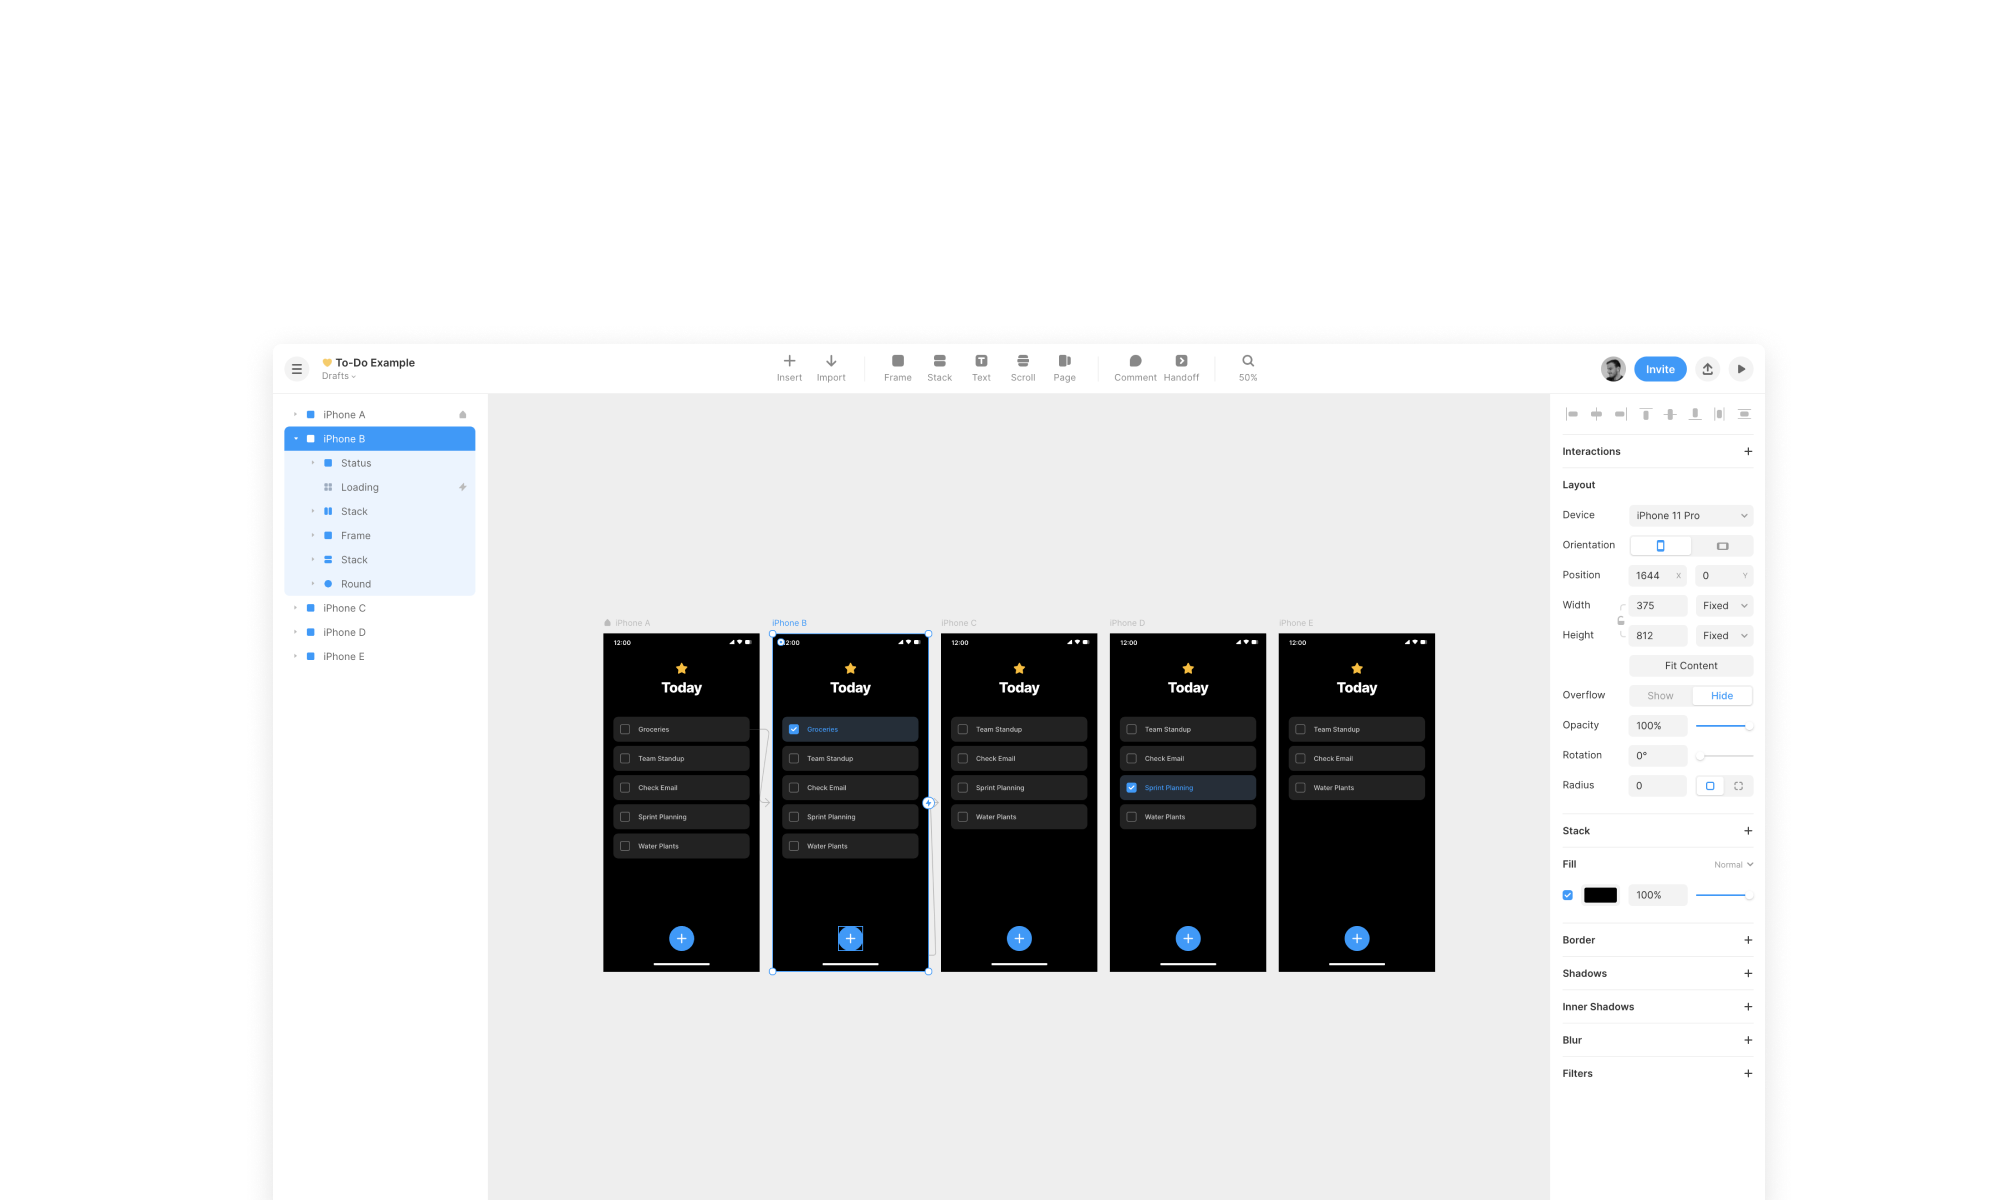 To-Do Example
Drafts
Insert
Import
Frame
Stack
Text
Scroll
Page
Comment
Handoff
50%
Invite
iPhone A
iPhone B
Status
Loading
Stack
Frame
Stack
Round
iPhone C
iPhone D
iPhone E
iPhone A
12:00
Today
Groceries
Team Standup
Check Email
Sprint Planning
Water Plants
iPhone B
12:00
Today
Groceries
Team Standup
Check Email
Sprint Planning
Water Plants
iPhone C
12:00
Today
Team Standup
Check Email
Sprint Planning
Water Plants
iPhone D
12:00
Today
Team Standup
Check Email
Sprint Planning
Water Plants
iPhone E
12:00
Today
Team Standup
Check Email
Water Plants
Interactions
Layout
Device iPhone 11 Pro
Orientation
Position 1644 X 0 Y
Width 375 Fixed
Height 812 Fixed
Fit Content
Overflow Show Hide
Opacity 100%
Rotation 0°
Radius 0
Stack
Fill Normal
100%
Border
Shadows
Inner Shadows
Blur
Filters